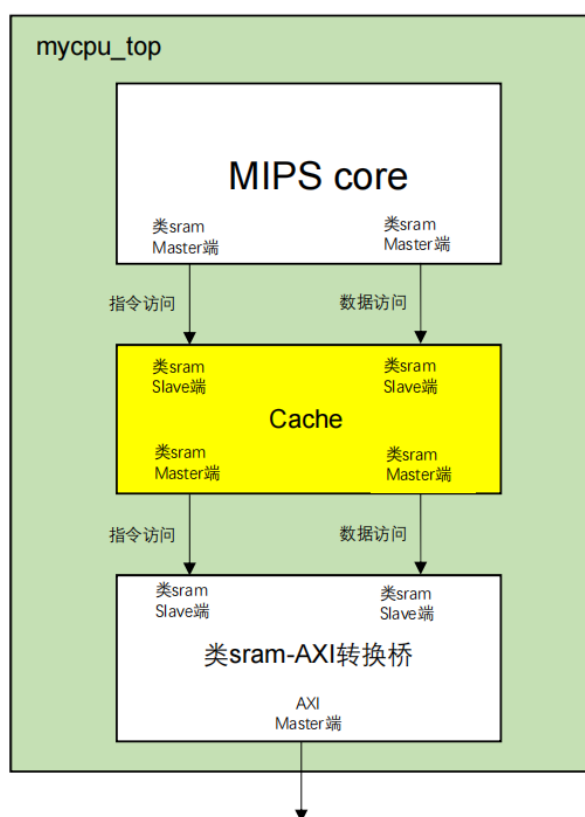 mycpu_top
MIPS core
类sram
Master端
类sram
Master端
指令访问
数据访问
类sram
Slave端
类sram
Slave端
Cache
类sram
Master端
类sram
Master端
指令访问
数据访问
类sram
Slave端
类sram
Slave端
类sram-AXI转换桥
AXI
Master端